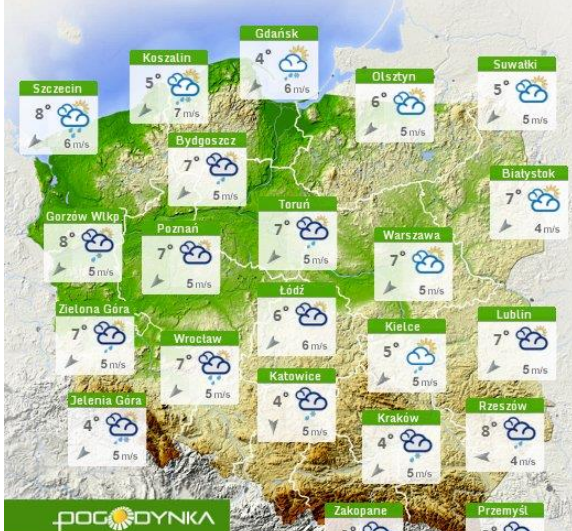 Gdańsk
4°
6 m/s
Koszalin
5°
7 m/s
Suwałki
5°
5 m/s
Olsztyn
6°
5 m/s
Szczecin
8°
6 m/s
Bydgoszcz
7°
5 m/s
Białystok
7°
4 m/s
Toruń
7°
5 m/s
Gorzów Wlkp
8°
5 m/s
Poznań
7°
5 m/s
Warszawa
7°
5 m/s
Łódź
6°
6 m/s
Zielona Góra
7°
5 m/s
Lublin
7°
5 m/s
Kielce
5°
5 m/s
Wrocław
7°
5 m/s
Katowice
4°
5 m/s
Jelenia Góra
4°
5 m/s
Rzeszów
8°
4 m/s
Kraków
4°
5 m/s
Zakopane
Przemyśl
POGODYNKA